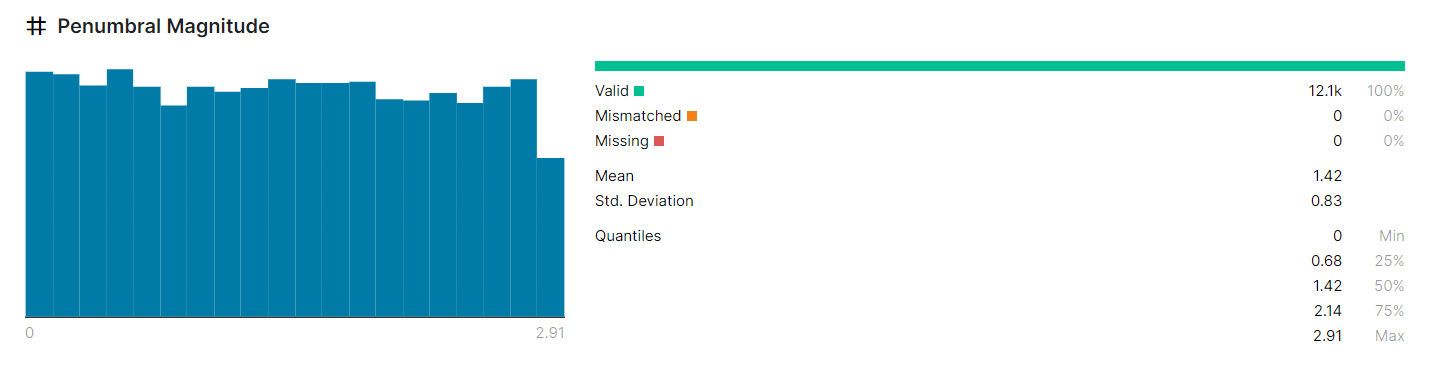 Penumbral Magnitude
0 2.91
Valid 12.1k 100%
Mismatched 0 0%
Missing 0 0%
Mean 1.42
Std. Deviation 0.83
Quantiles 0 Min
0.68 25%
1.42 50%
2.14 75%
2.91 Max